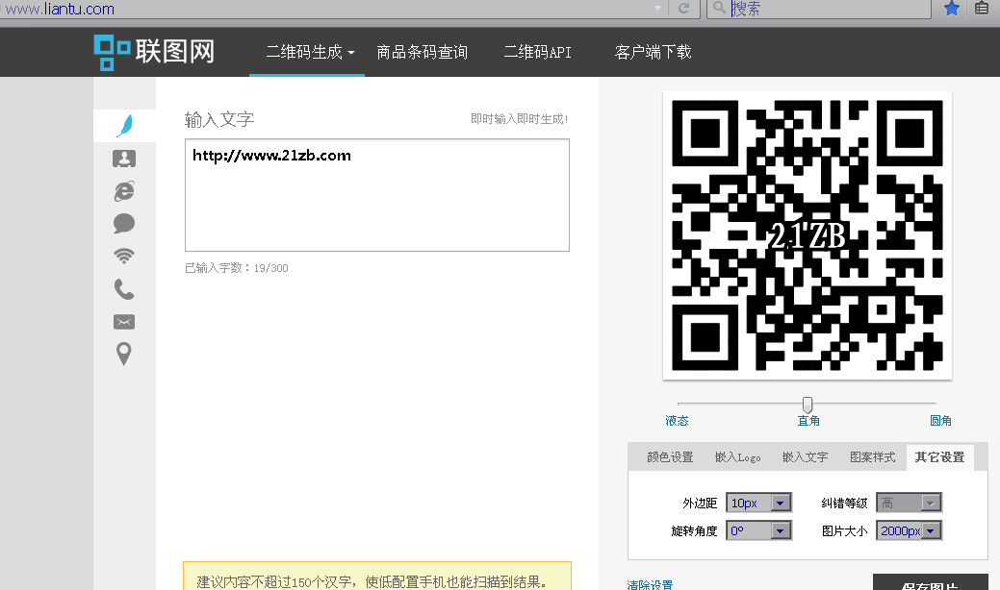 www.liantu.com
搜索
联图网
二维码生成 商品条码查询 二维码API 客户端下载
输入文字 即时输入即时生成!
http://www.21zb.com
已输入字数：19/300
21ZB
液态 直角 圆角
颜色设置 嵌入Logo 嵌入文字 图案样式 其它设置
外边距 10px 纠错等级 高
旋转角度 0° 图片大小 2000px
清除设置
保存图片
建议内容不超过150个汉字，使低配置手机也能扫描到结果。